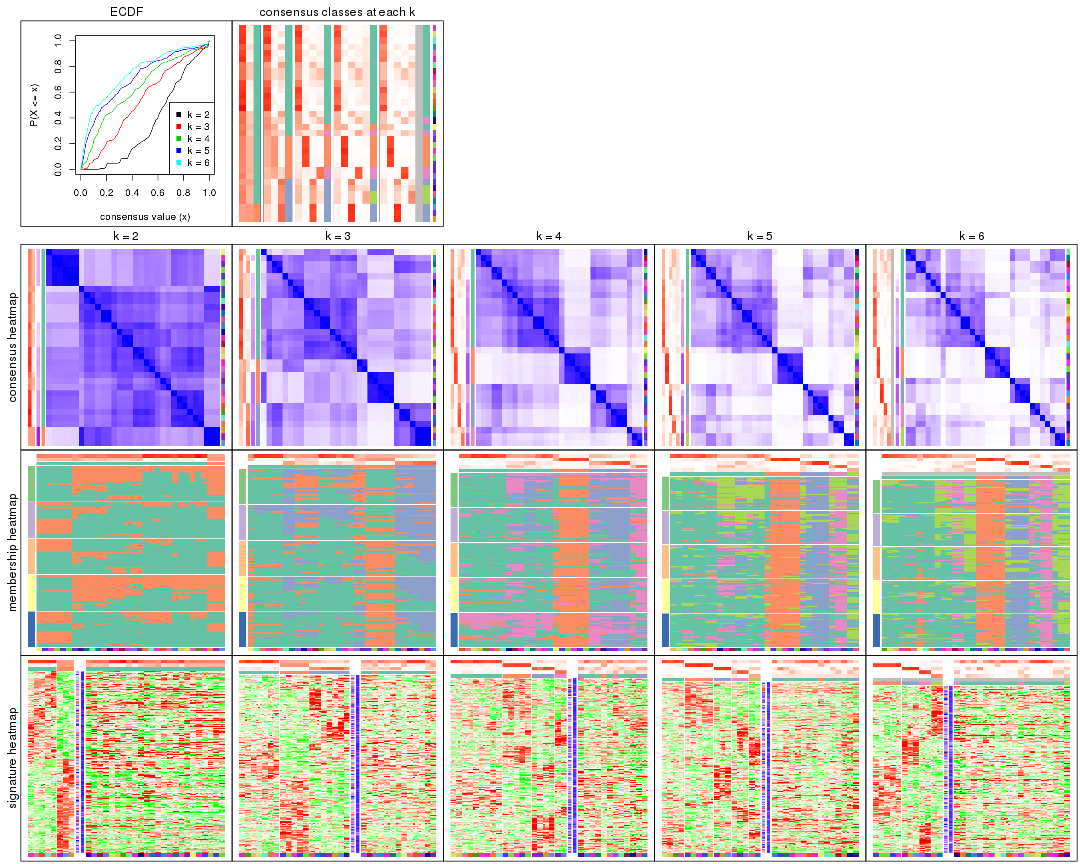 ECDF
consensus classes at each k
P(X <= x)
0.0 0.2 0.4 0.6 0.8 1.0
k = 2
k = 3
k = 4
k = 5
k = 6
0.0 0.2 0.4 0.6 0.8 1.0
consensus value (x)
k = 2 k = 3 k = 4 k = 5 k = 6
consensus heatmap
membership heatmap
signature heatmap